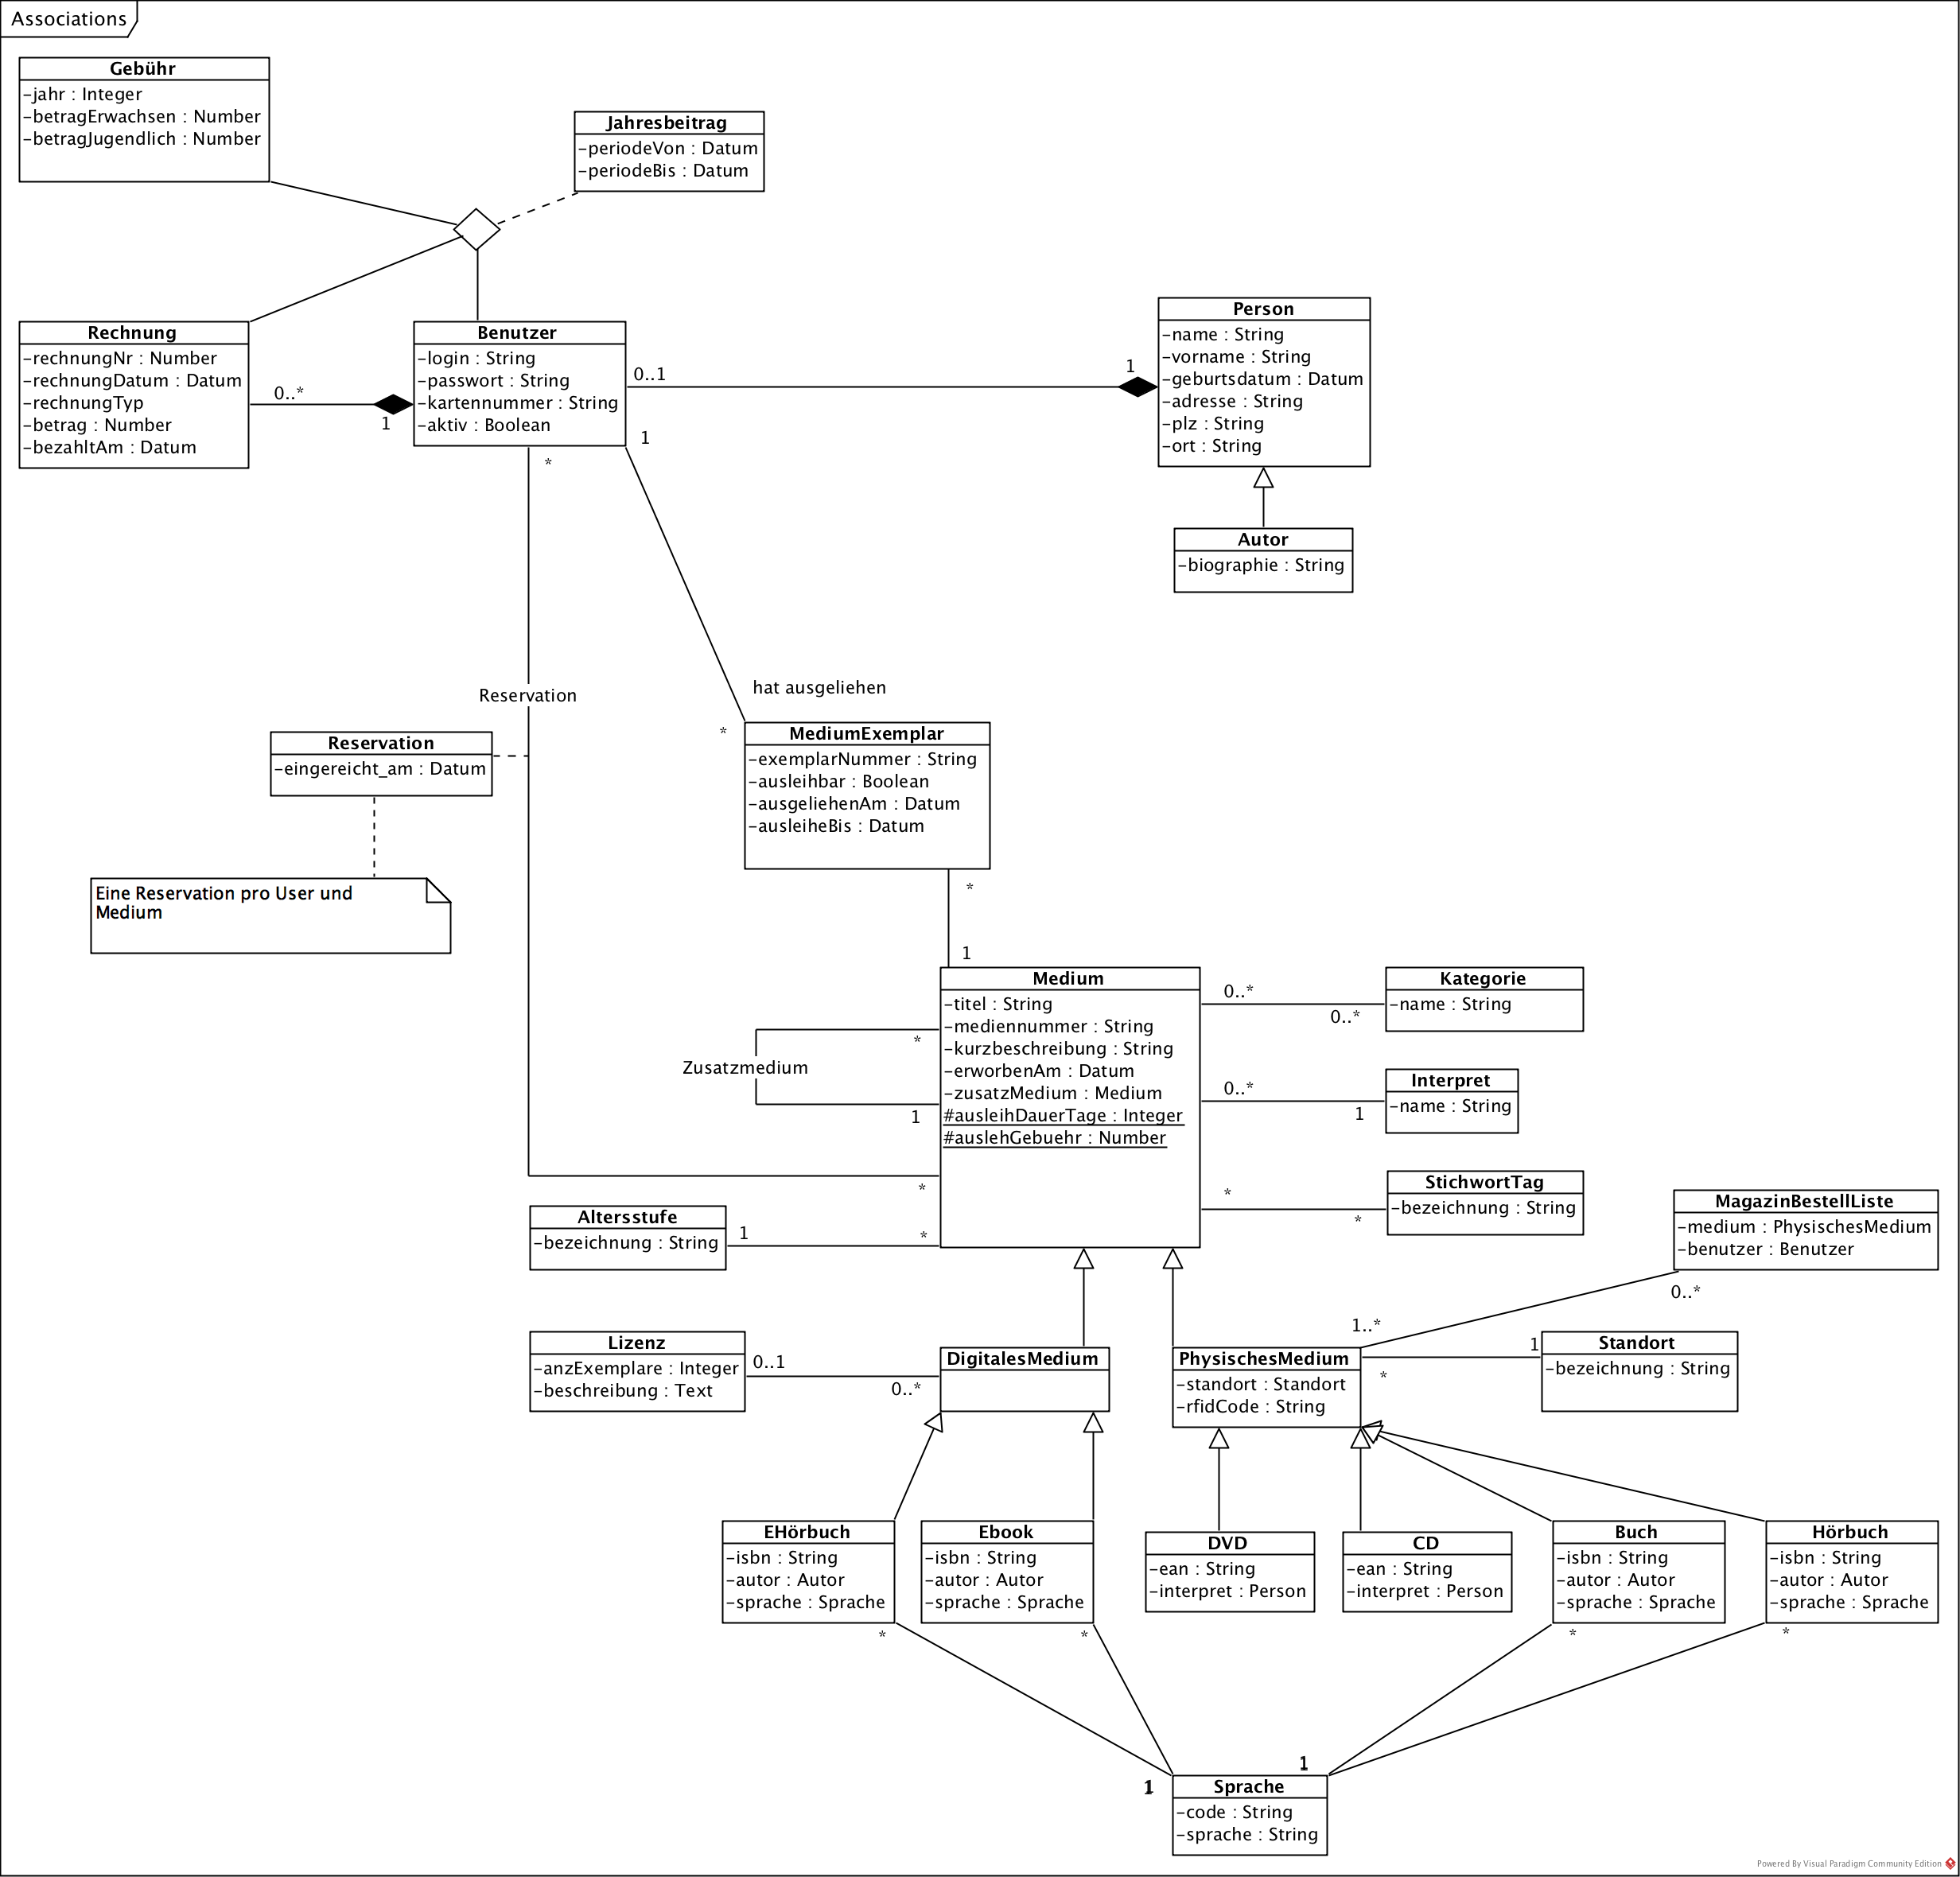 Associations
Gebühr
-jahr : Integer
-betragErwachsen : Number
-betragJugendlich : Number
Jahresbeitrag
-periodeVon : Datum
-periodeBis : Datum
Rechnung
-rechnungNr : Number
-rechnungDatum : Datum
-rechnungTyp
-betrag : Number
-bezahltAm : Datum
0..*
1
Benutzer
-login : String
-passwort : String
-kartennummer : String
-aktiv : Boolean
0..1
1
Person
-name : String
-vorname : String
-geburtsdatum : Datum
-adresse : String
-plz : String
-ort : String
1
*
Autor
-biographie : String
Reservation
hat ausgeliehen
*
Reservation
-eingereicht_am : Datum
MediumExemplar
-exemplarNummer : String
-ausleihbar : Boolean
-ausgeliehenAm : Datum
-ausleiheBis : Datum
Eine Reservation pro User und
Medium
*
1
Medium
-titel : String
-mediennummer : String
-kurzbeschreibung : String
-erworbenAm : Datum
-zusatzMedium : Medium
#ausleihDauerTage : Integer
#auslehGebuehr : Number
*
Zusatzmedium
1
*
0..*
0..*
Kategorie
-name : String
0..*
1
Interpret
-name : String
*
*
StichwortTag
-bezeichnung : String
MagazinBestellListe
-medium : PhysischesMedium
-benutzer : Benutzer
0..*
1..*
Altersstufe
-bezeichnung : String
1
*
Lizenz
-anzExemplare : Integer
-beschreibung : Text
0..1
0..*
DigitalesMedium
PhysischesMedium
-standort : Standort
-rfidCode : String
*
1
Standort
-bezeichnung : String
EHörbuch
-isbn : String
-autor : Autor
-sprache : Sprache
*
Ebook
-isbn : String
-autor : Autor
-sprache : Sprache
*
DVD
-ean : String
-interpret : Person
CD
-ean : String
-interpret : Person
Buch
-isbn : String
-autor : Autor
-sprache : Sprache
*
Hörbuch
-isbn : String
-autor : Autor
-sprache : Sprache
*
1
1
Sprache
-code : String
-sprache : String
Powered By Visual Paradigm Community Edition